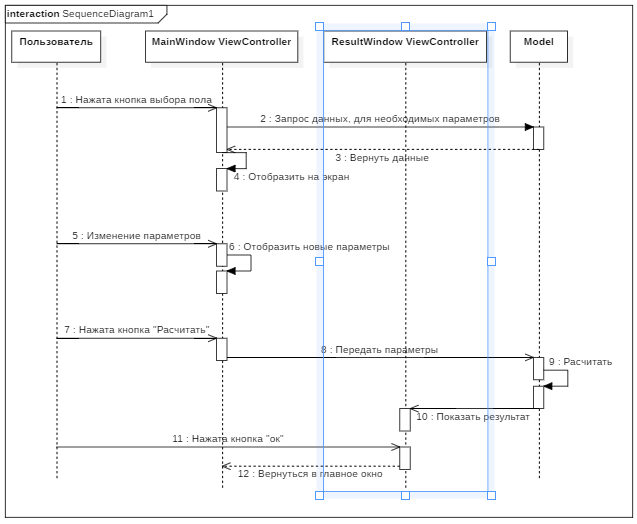 interaction SequenceDiagram1
Пользователь
MainWindow ViewController
ResultWindow ViewController
Model
1 : Нажата кнопка выбора пола
2 : Запрос данных, для необходимых параметров
3 : Вернуть данные
4 : Отобразить на экран
5 : Изменение параметров
6 : Отобразить новые параметры
7 : Нажата кнопка "Расчитать"
8 : Передать параметры
9 : Расчитать
10 : Показать результат
11 : Нажата кнопка "ок"
12 : Вернуться в главное окно